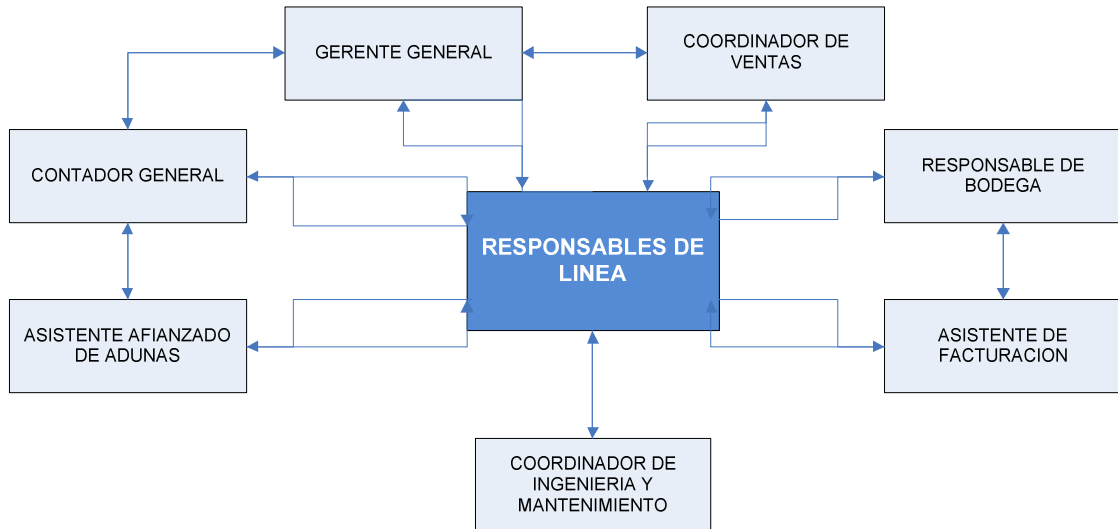 GERENTE GENERAL
COORDINADOR DE
VENTAS
CONTADOR GENERAL
RESPONSABLE DE
BODEGA
RESPONSABLES DE
LINEA
ASISTENTE AFIANZADO
DE ADUNAS
ASISTENTE DE
FACTURACION
COORDINADOR DE
INGENIERIA Y
MANTENIMIENTO